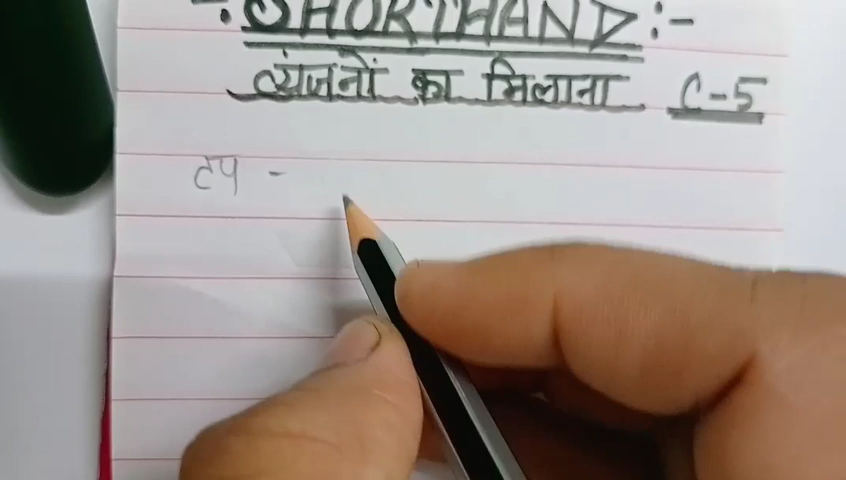 -: SHORTHAND :-
व्यंजनों का मिलाना C-5
टप -